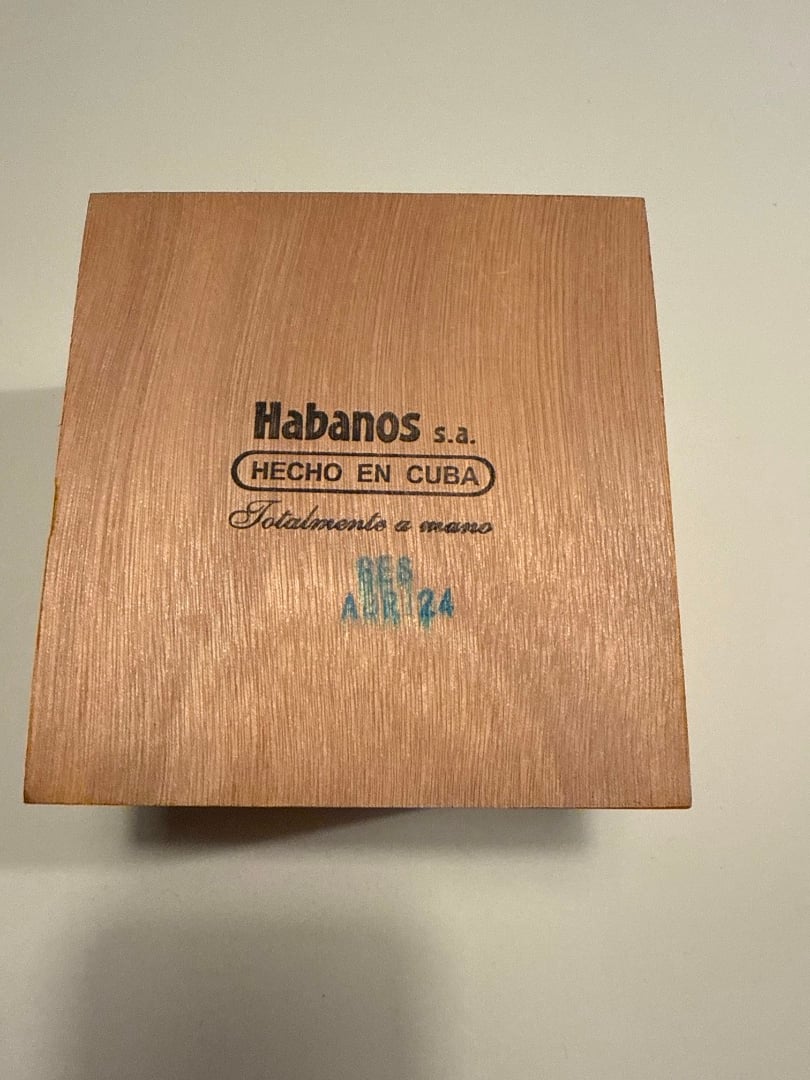 Habanos s.a.
HECHO EN CUBA
Totalmente a mano
ABR 24